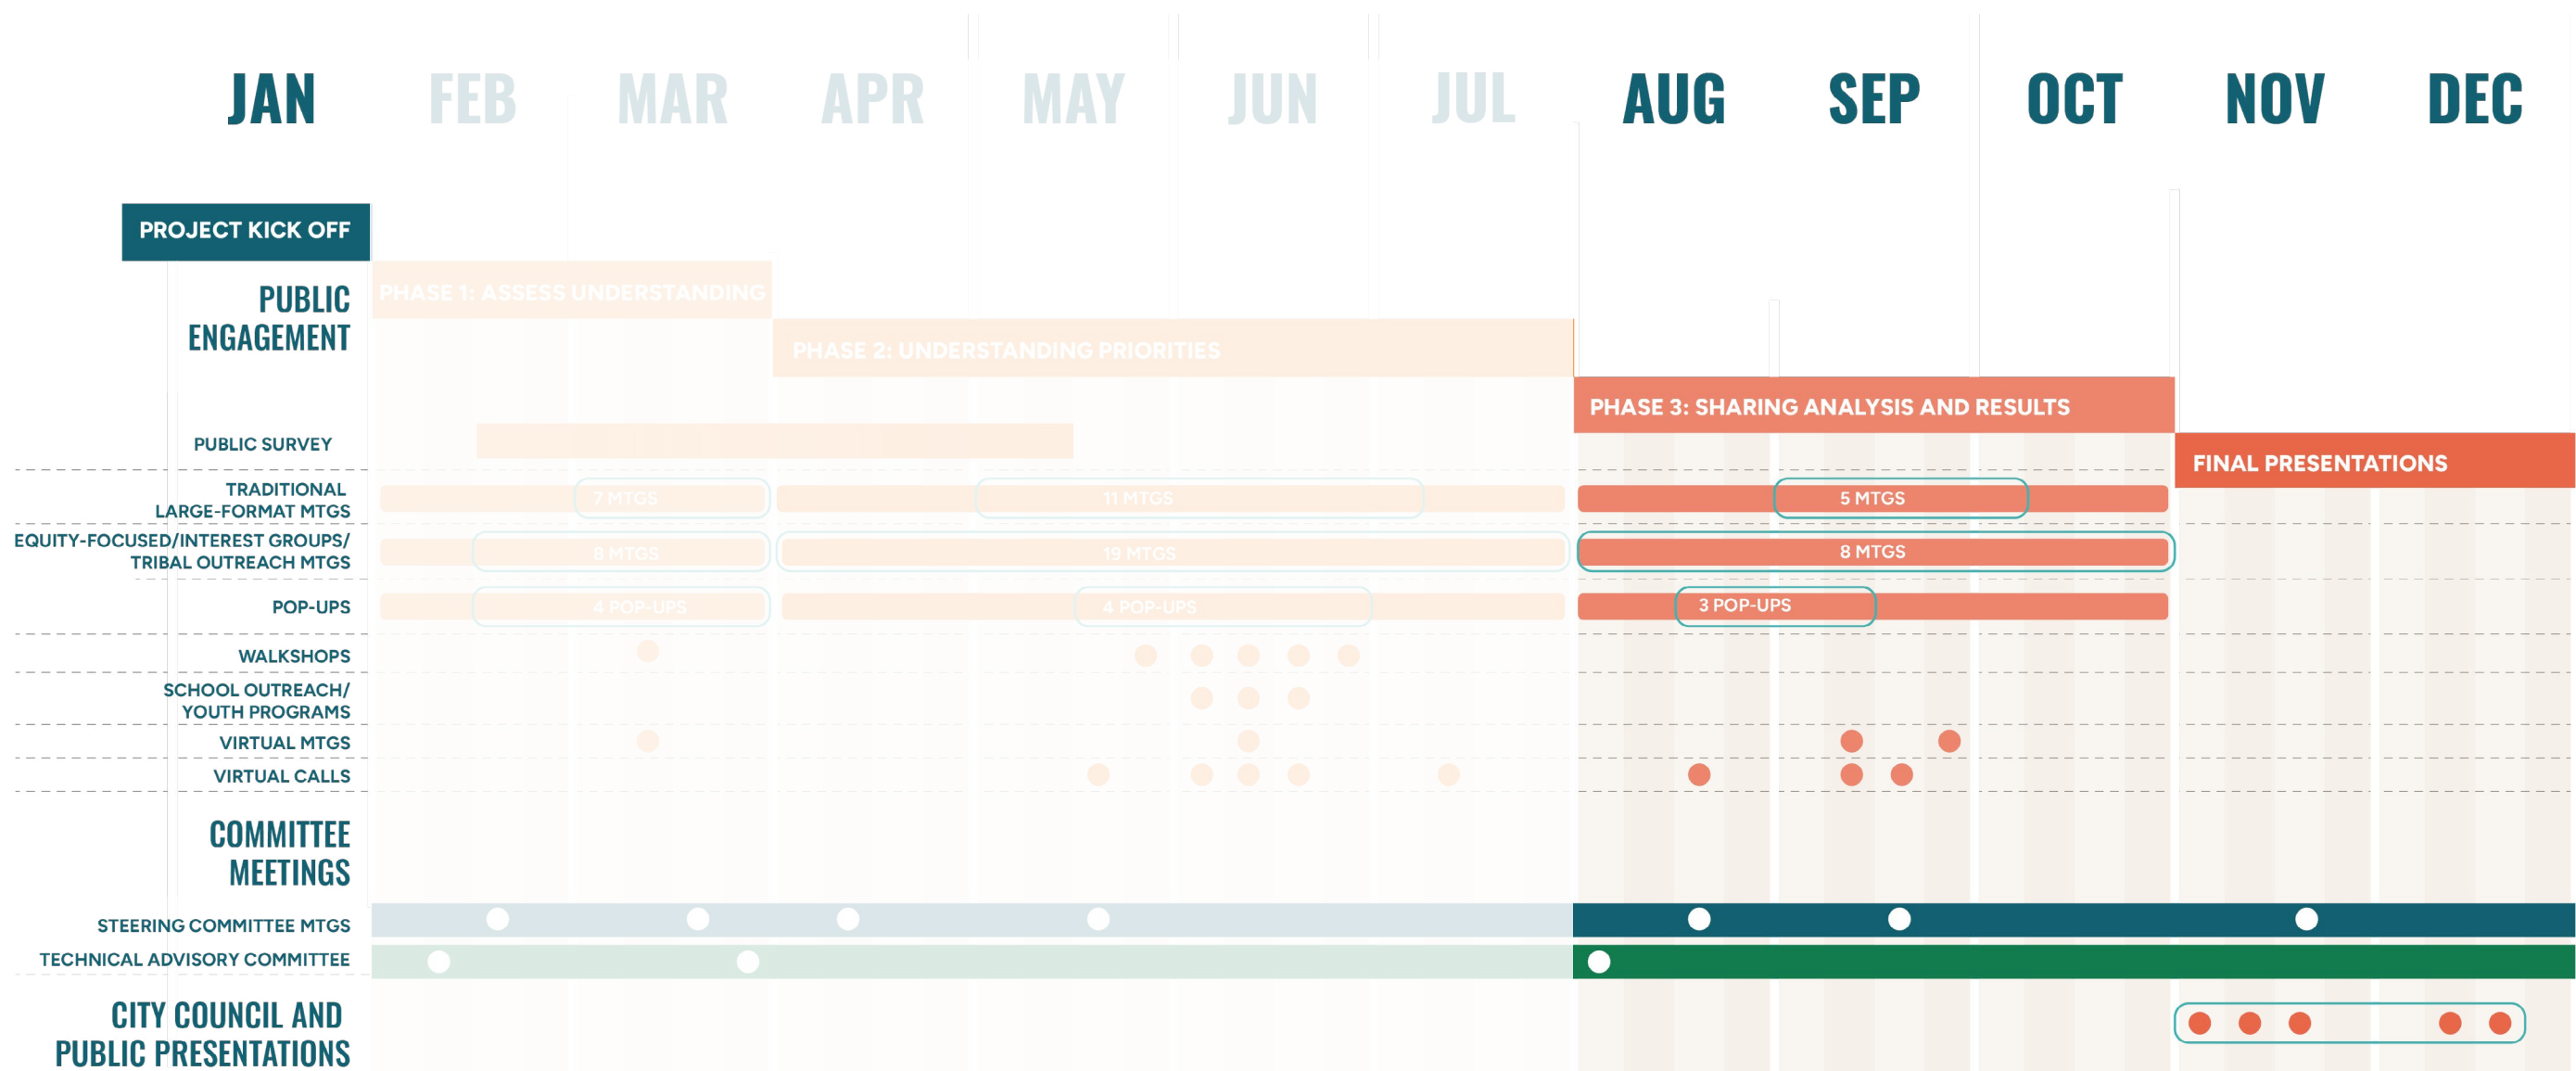 JAN FEB MAR APR MAY JUN JUL AUG SEP OCT NOV DEC
PROJECT KICK OFF
PUBLIC
ENGAGEMENT
PHASE 1: ASSESS UNDERSTANDING
PHASE 2: UNDERSTANDING PRIORITIES
PHASE 3: SHARING ANALYSIS AND RESULTS
FINAL PRESENTATIONS
PUBLIC SURVEY
TRADITIONAL
LARGE-FORMAT MTGS
7 MTGS 11 MTGS 5 MTGS
EQUITY-FOCUSED/INTEREST GROUPS/
TRIBAL OUTREACH MTGS
8 MTGS 19 MTGS 8 MTGS
POP-UPS
4 POP-UPS 4 POP-UPS 3 POP-UPS
WALKSHOPS
SCHOOL OUTREACH/
YOUTH PROGRAMS
VIRTUAL MTGS
VIRTUAL CALLS
COMMITTEE
MEETINGS
STEERING COMMITTEE MTGS
TECHNICAL ADVISORY COMMITTEE
CITY COUNCIL AND
PUBLIC PRESENTATIONS